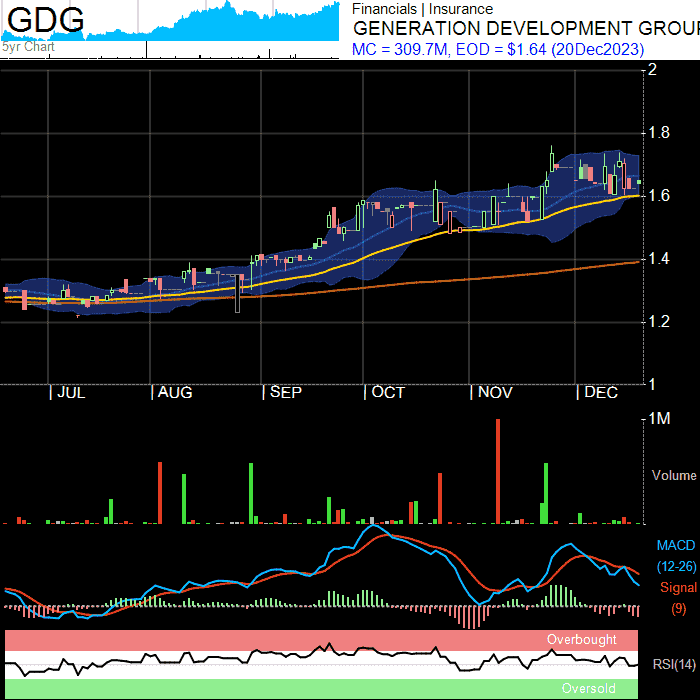 GDG
5yr Chart
Financials | Insurance
GENERATION DEVELOPMENT GROU
MC = 309.7M, EOD = $1.64 (20Dec2023)
2
1.8
1.6
1.4
1.2
1
JUL
AUG
SEP
OCT
NOV
DEC
1M
Volume
MACD
(12-26)
Signal
(9)
Overbought
RSI(14)
Oversold